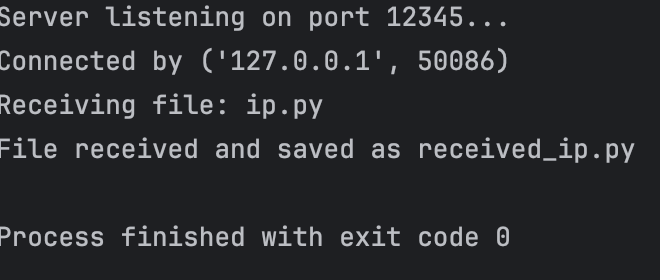 Server listening on port 12345...
Connected by ('127.0.0.1', 50086)
Receiving file: ip.py
File received and saved as received_ip.py
Process finished with exit code 0